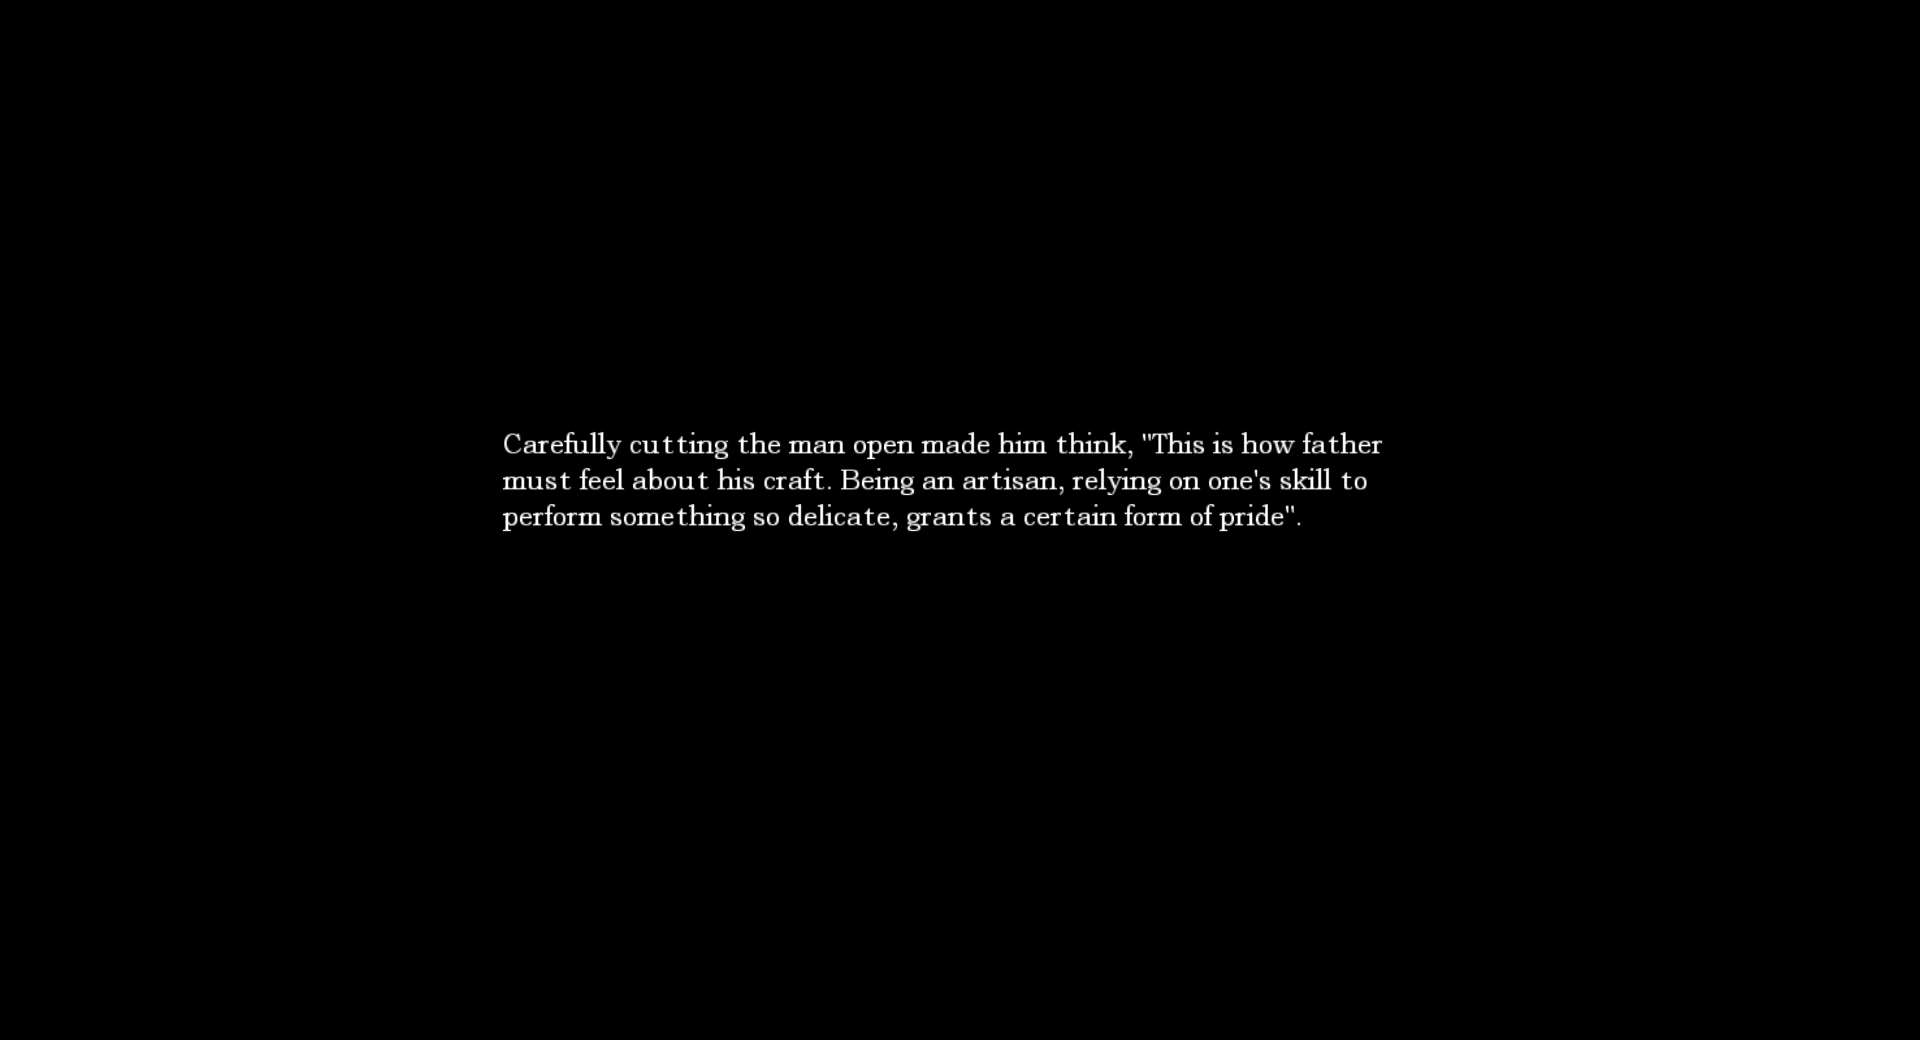 Carefully cutting the man open made him think, "This is how father
must feel about his craft. Being an artisan, relying on one's skill to
perform something so delicate, grants a certain form of pride".